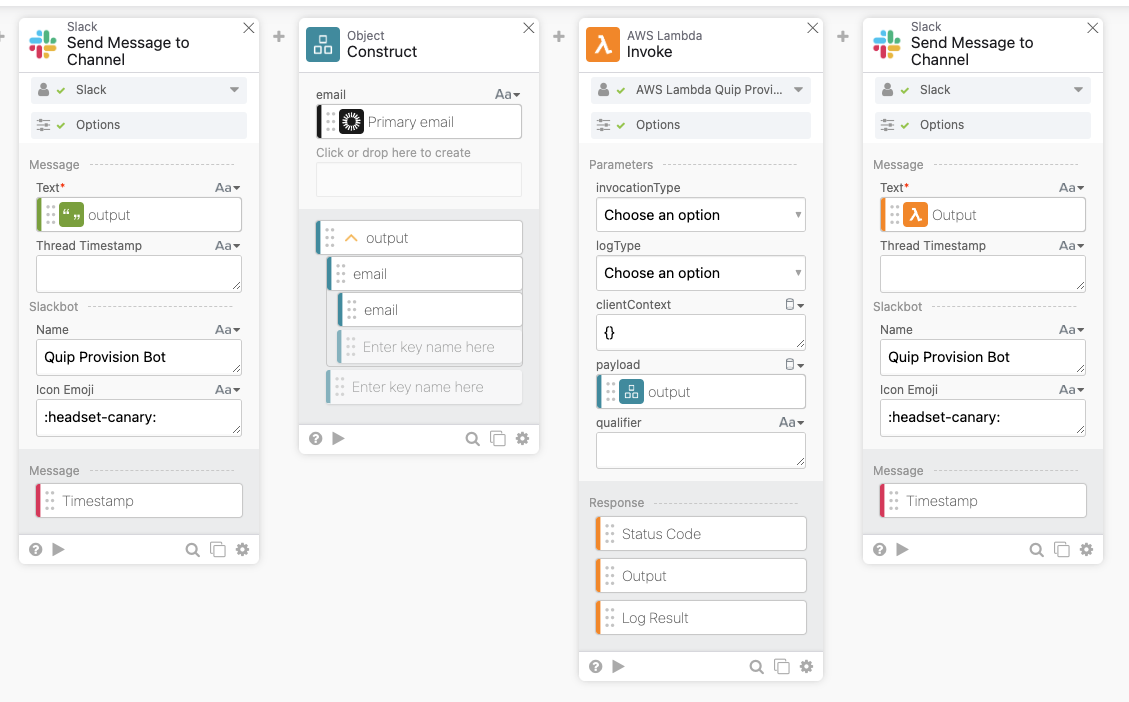 Slack
Send Message to
Channel
Slack
Options
Message
Text*
Aa
“ ”
output
Thread Timestamp
Aa
Slackbot
Name
Aa
Quip Provision Bot
Icon Emoji
Aa
:headset-canary:
Message
Timestamp
Object
Construct
email
Aa
Primary email
Click or drop here to create
output
email
email
Enter key name here
Enter key name here
AWS Lambda
Invoke
AWS Lambda Quip Provi...
Options
Parameters
invocationType
Choose an option
logType
Choose an option
clientContext
{}
payload
output
qualifier
Aa
Response
Status Code
Output
Log Result
Slack
Send Message to
Channel
Slack
Options
Message
Text*
Aa
Output
Thread Timestamp
Aa
Slackbot
Name
Aa
Quip Provision Bot
Icon Emoji
Aa
:headset-canary:
Message
Timestamp